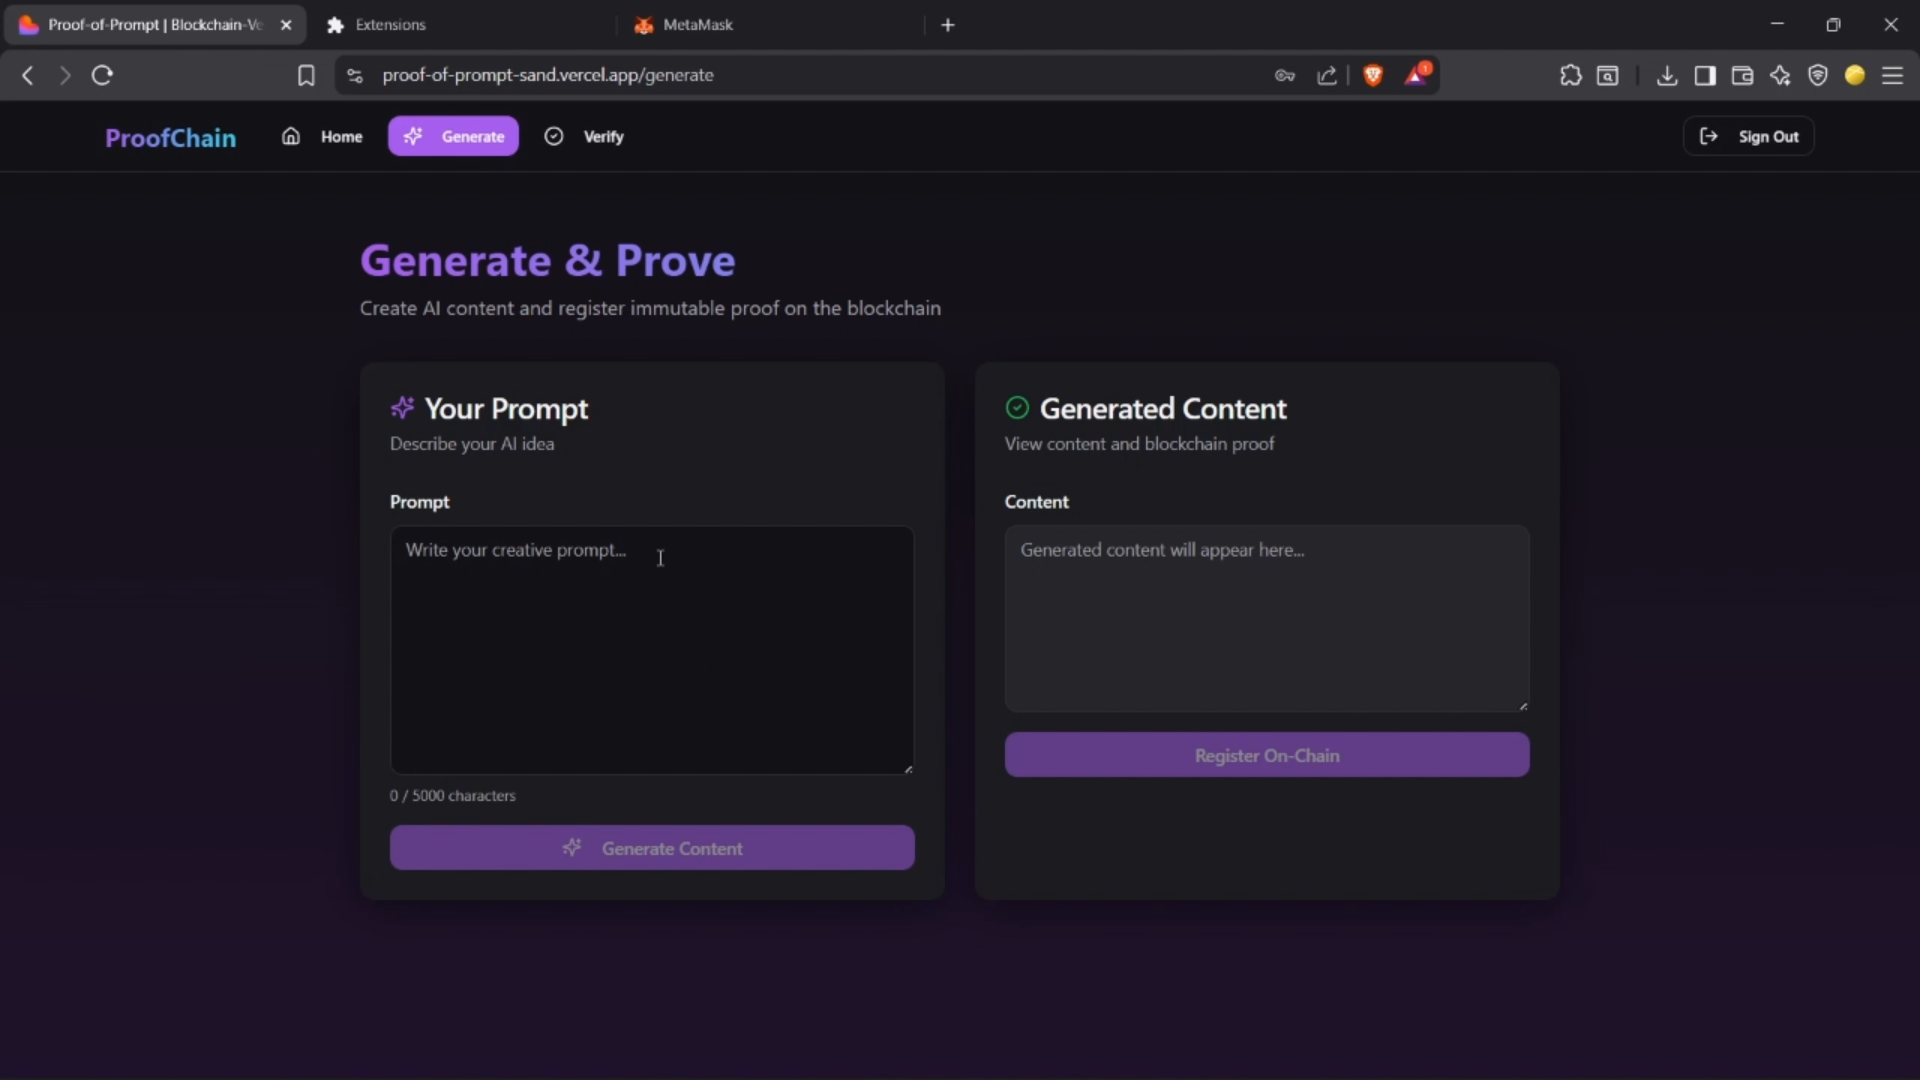 Proof-of-Prompt | Blockchain-Ve
Extensions
MetaMask
proof-of-prompt-sand.vercel.app/generate
1
ProofChain
Home
Generate
Verify
Sign Out
Generate & Prove
Create AI content and register immutable proof on the blockchain
Your Prompt
Describe your AI idea
Prompt
Write your creative prompt...
0 / 5000 characters
Generate Content
Generated Content
View content and blockchain proof
Content
Generated content will appear here...
Register On-Chain